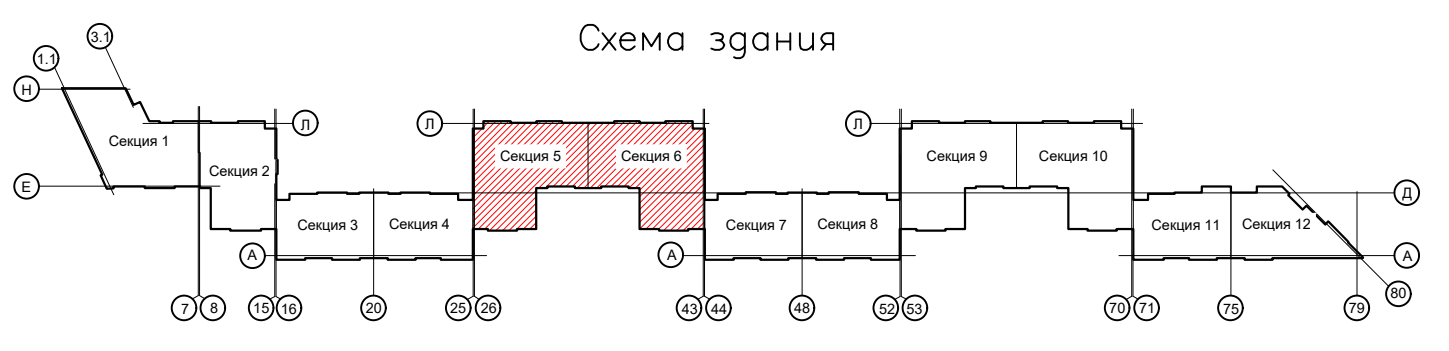 Схема здания
3.1
1.1
Н
Л
Л
Л
Секция 1
Секция 5
Секция 6
Секция 9
Секция 10
Секция 2
Е
Д
Секция 3
Секция 4
Секция 7
Секция 8
Секция 11
Секция 12
А
А
А
7 8 15 16 20 25 26 43 44 48 52 53 70 71 75 79 80